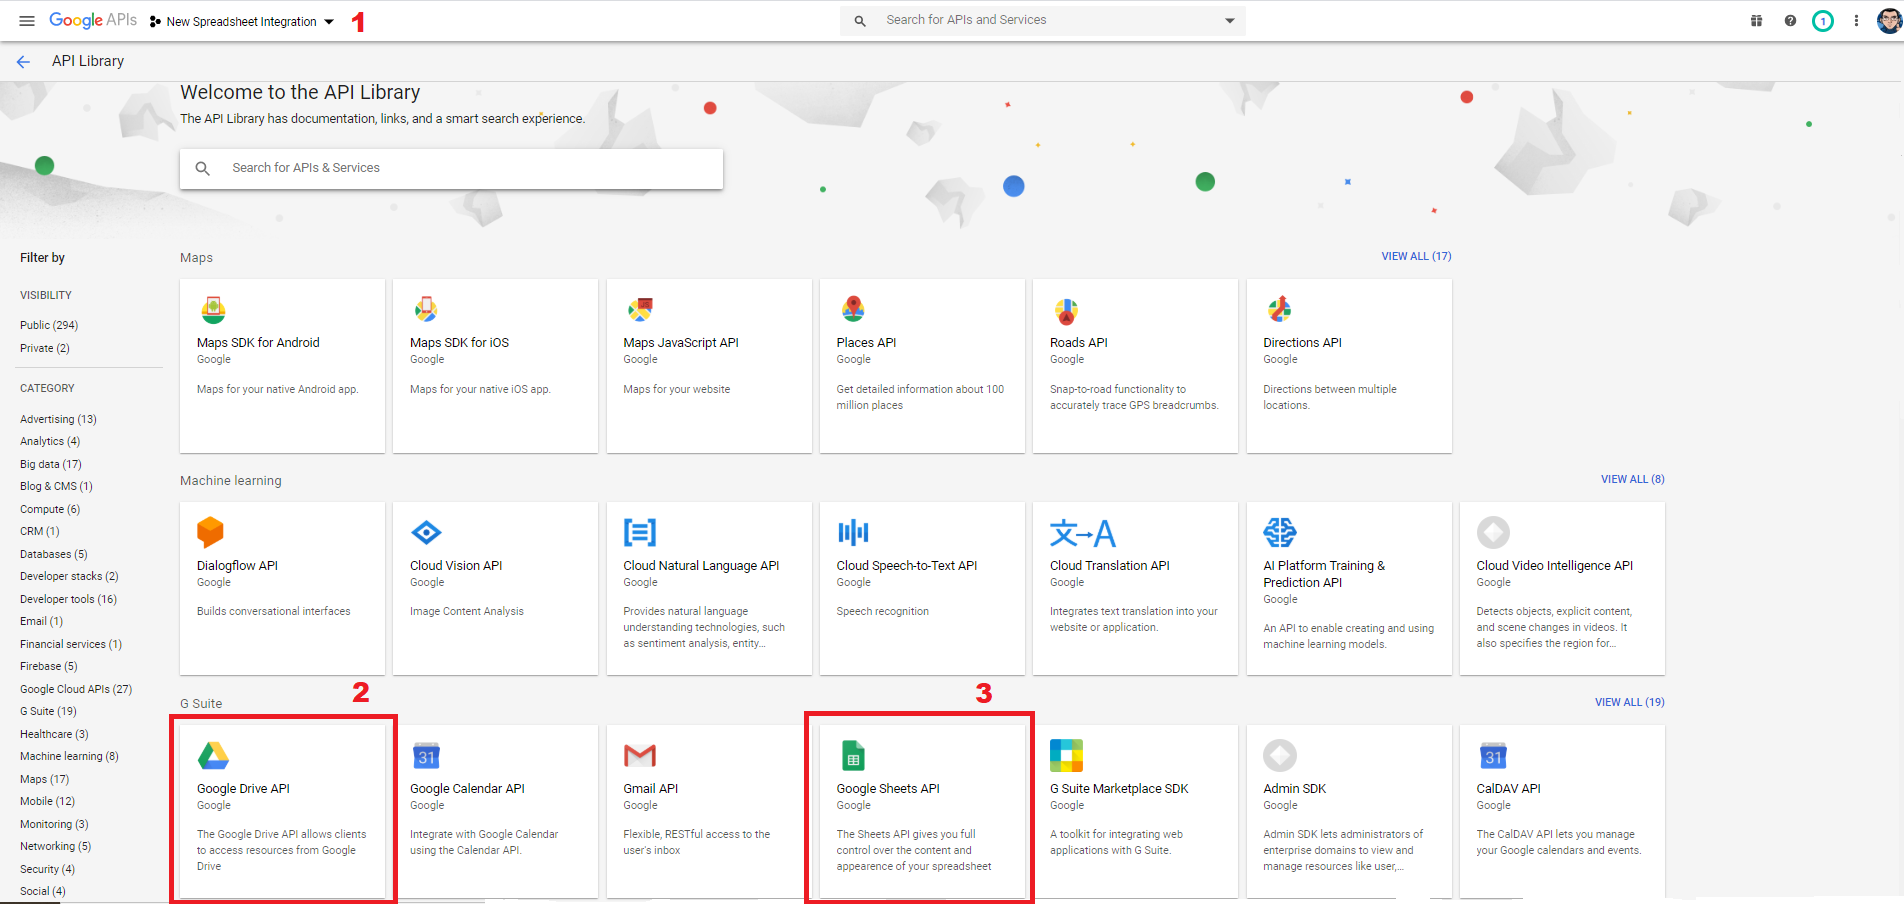 Google APIs
New Spreadsheet Integration
1
Search for APIs and Services
1
API Library
Welcome to the API Library
The API Library has documentation, links, and a smart search experience.
Search for APIs & Services
Filter by
VISIBILITY
Public (294)
Private (2)
CATEGORY
Advertising (13)
Analytics (4)
Big data (17)
Blog & CMS (1)
Compute (6)
CRM (1)
Databases (5)
Developer stacks (2)
Developer tools (16)
Email (1)
Financial services (1)
Firebase (5)
Google Cloud APIs (27)
G Suite (19)
Healthcare (3)
Machine learning (8)
Maps (17)
Mobile (12)
Monitoring (3)
Networking (5)
Security (4)
Social (4)
Maps
VIEW ALL (17)
Maps SDK for Android
Google
Maps for your native Android app.
Maps SDK for iOS
Google
Maps for your native iOS app.
Maps JavaScript API
Google
Maps for your website
Places API
Google
Get detailed information about 100
million places
Roads API
Google
Snap-to-road functionality to
accurately trace GPS breadcrumbs.
Directions API
Google
Directions between multiple
locations.
Machine learning
VIEW ALL (8)
Dialogflow API
Google
Builds conversational interfaces
Cloud Vision API
Google
Image Content Analysis
Cloud Natural Language API
Google
Provides natural language
understanding technologies, such
as sentiment analysis, entity...
Cloud Speech-to-Text API
Google
Speech recognition
文→A
Cloud Translation API
Google
Integrates text translation into your
website or application.
AI Platform Training &
Prediction API
Google
An API to enable creating and using
machine learning models.
Cloud Video Intelligence API
Google
Detects objects, explicit content,
and scene changes in videos. It
also specifies the region for...
G Suite
2
3
VIEW ALL (19)
Google Drive API
Google
The Google Drive API allows clients
to access resources from Google
Drive
31
Google Calendar API
Google
Integrate with Google Calendar
using the Calendar API.
Gmail API
Google
Flexible, RESTful access to the
user's inbox
Google Sheets API
Google
The Sheets API gives you full
control over the content and
appearence of your spreadsheet
G Suite Marketplace SDK
Google
A toolkit for integrating web
applications with G Suite.
Admin SDK
Google
Admin SDK lets administrators of
enterprise domains to view and
manage resources like user,...
31
CalDAV API
Google
The CalDAV API lets you manage
your Google calendars and events.